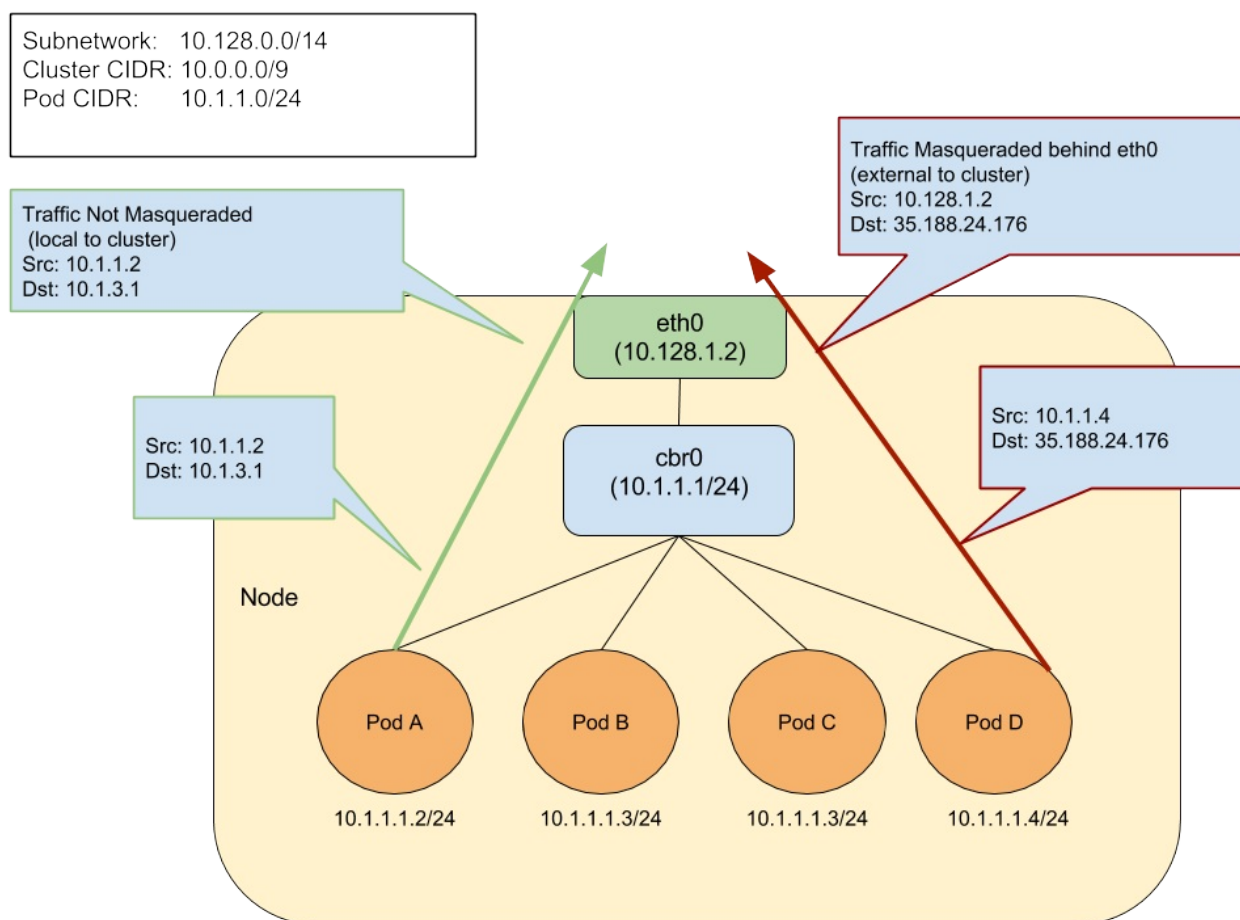 Subnetwork: 10.128.0.0/14
Cluster CIDR: 10.0.0.0/9
Pod CIDR: 10.1.1.0/24
Traffic Masqueraded behind eth0
(external to cluster)
Src: 10.128.1.2
Dst: 35.188.24.176
Traffic Not Masqueraded
(local to cluster)
Src: 10.1.1.2
Dst: 10.1.3.1
eth0
(10.128.1.2)
Src: 10.1.1.4
Dst: 35.188.24.176
Src: 10.1.1.2
Dst: 10.1.3.1
cbr0
(10.1.1.1/24)
Node
Pod A
Pod B
Pod C
Pod D
10.1.1.1.2/24
10.1.1.1.3/24
10.1.1.1.3/24
10.1.1.1.4/24